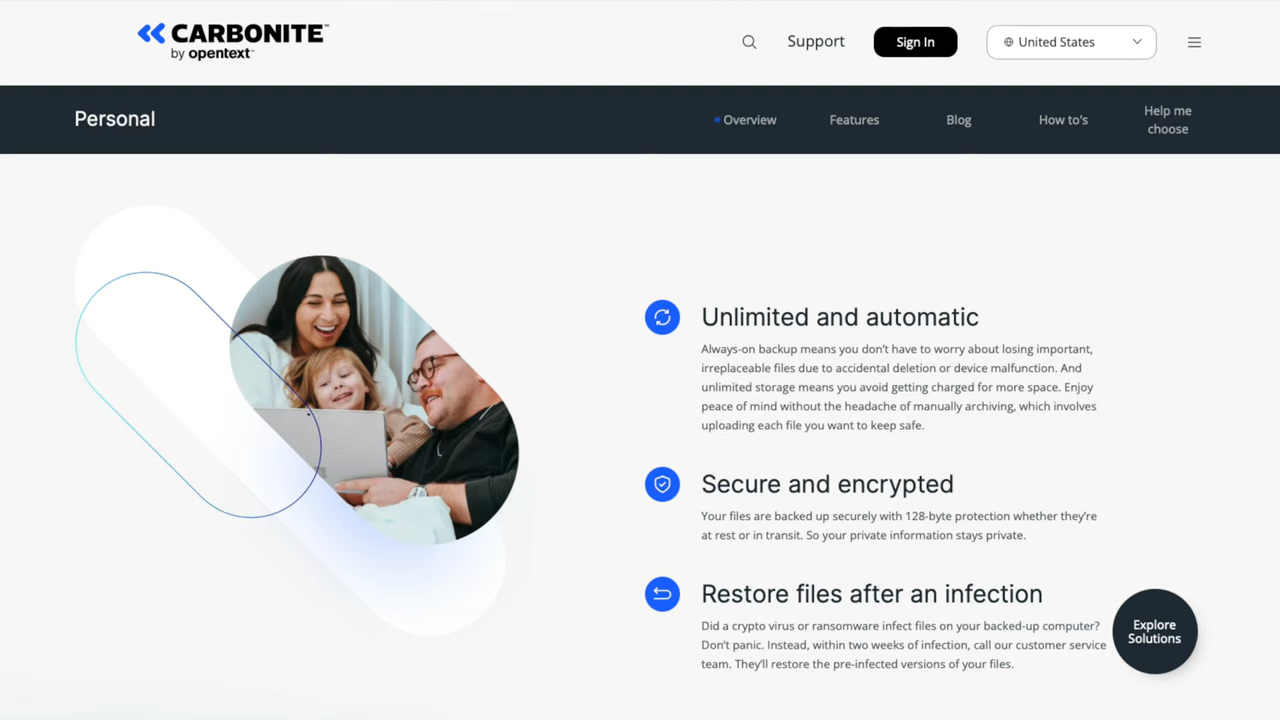 CARBONITE™
by opentext™
Support
Sign In
United States
Personal
Overview
Features
Blog
How to's
Help me
choose
Unlimited and automatic
Always-on backup means you don’t have to worry about losing important,
irreplaceable files due to accidental deletion or device malfunction. And
unlimited storage means you avoid getting charged for more space. Enjoy
peace of mind without the headache of manually archiving, which involves
uploading each file you want to keep safe.
Secure and encrypted
Your files are backed up securely with 128-byte protection whether they’re
at rest or in transit. So your private information stays private.
Restore files after an infection
Did a crypto virus or ransomware infect files on your backed-up computer?
Don’t panic. Instead, within two weeks of infection, call our customer service
team. They’ll restore the pre-infected versions of your files.
Explore
Solutions